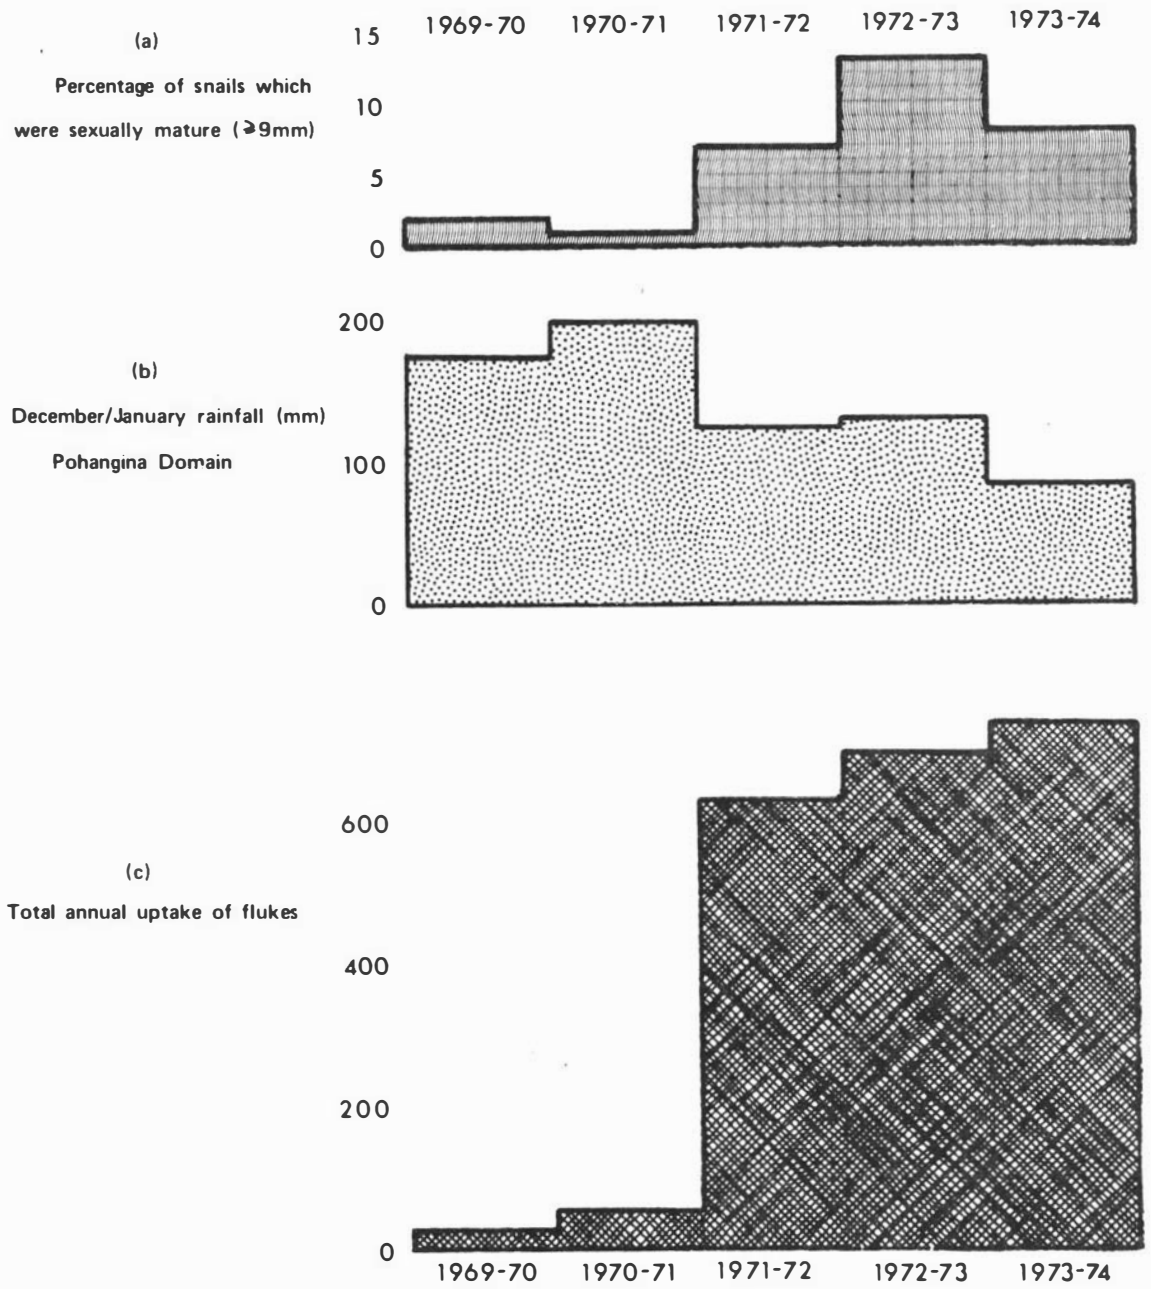 1969-70 1970-71 1971-72 1972-73 1973-74
(a)
Percentage of snails which
were sexually mature (⩾9mm)
15
10
5
0
(b)
December/January rainfall (mm)
Pohangina Domain
200
100
0
(c)
Total annual uptake of flukes
600
400
200
0
1969-70 1970-71 1971-72 1972-73 1973-74